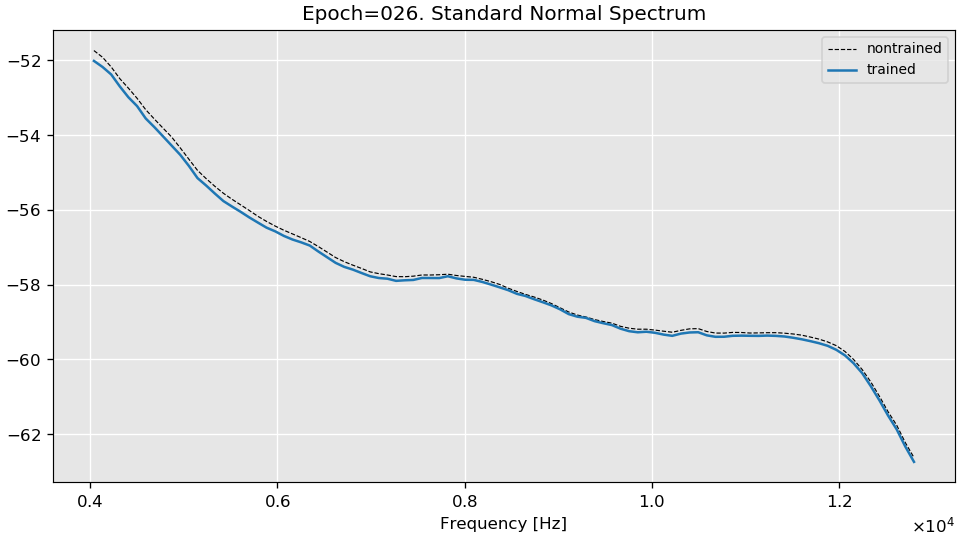 Epoch=026. Standard Normal Spectrum
nontrained
trained
−52
−54
−56
−58
−60
−62
0.4 0.6 0.8 1.0 1.2
Frequency [Hz]
×10⁴